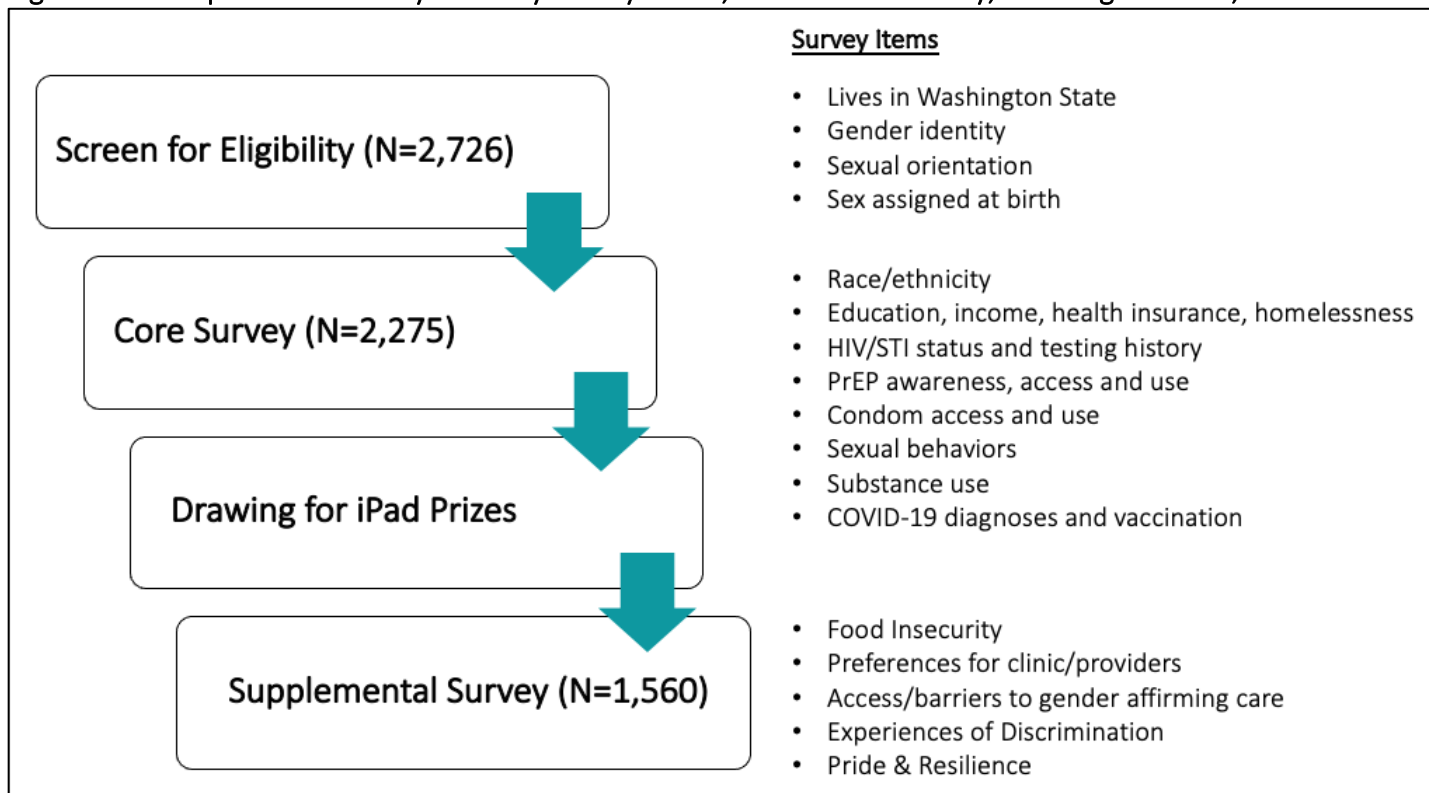 Survey Items
Screen for Eligibility (N=2,726)
• Lives in Washington State
• Gender identity
• Sexual orientation
• Sex assigned at birth
Core Survey (N=2,275)
• Race/ethnicity
• Education, income, health insurance, homelessness
• HIV/STI status and testing history
• PrEP awareness, access and use
• Condom access and use
• Sexual behaviors
• Substance use
• COVID-19 diagnoses and vaccination
Drawing for iPad Prizes
Supplemental Survey (N=1,560)
• Food Insecurity
• Preferences for clinic/providers
• Access/barriers to gender affirming care
• Experiences of Discrimination
• Pride & Resilience